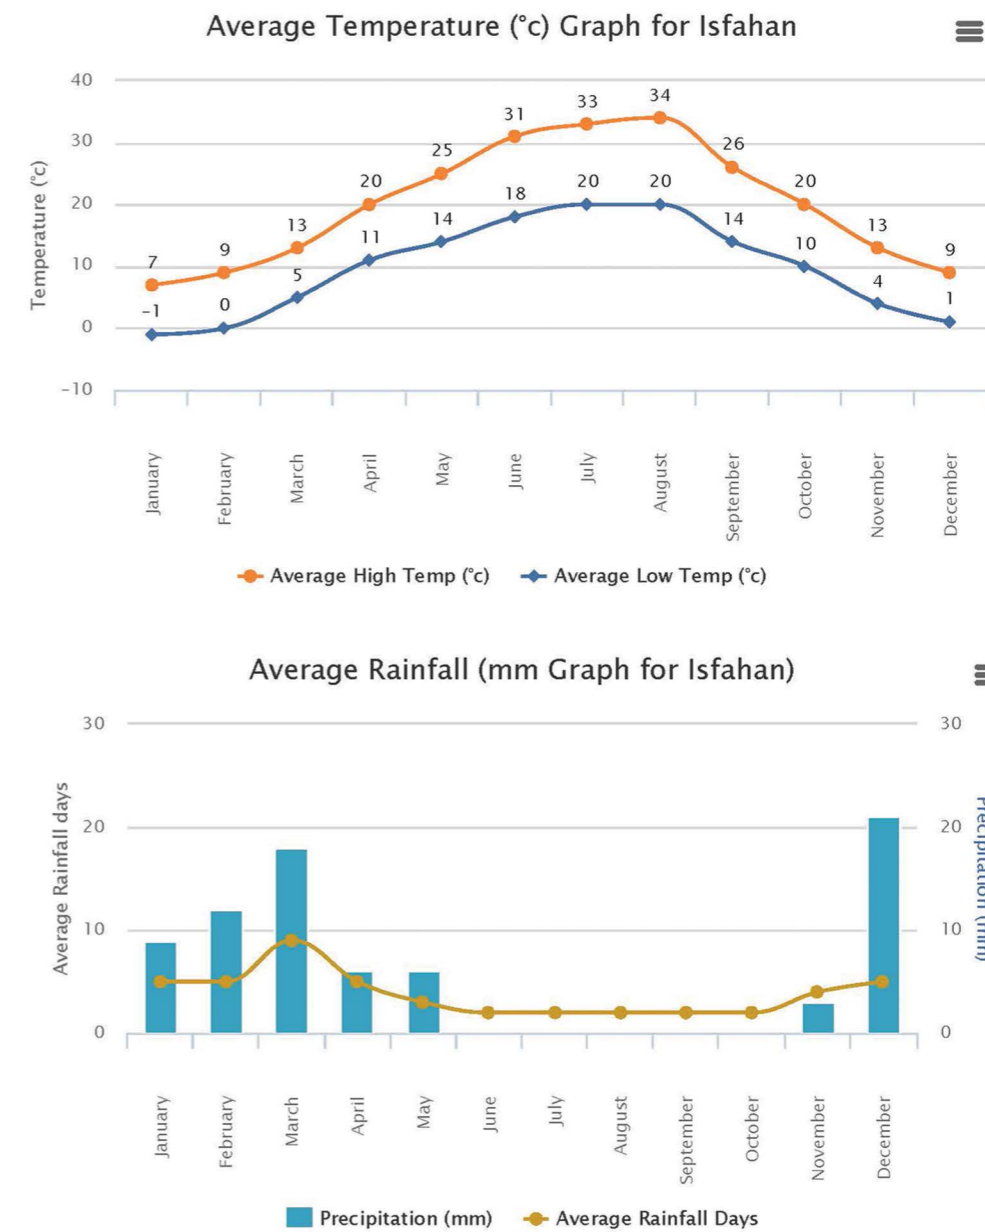 Average Temperature (°c) Graph for Isfahan
Temperature (°c)
40
30
20
10
0
-10
7
9
13
20
25
31
33
34
26
20
13
9
-1
0
5
11
14
18
20
20
14
10
4
1
January
February
March
April
May
June
July
August
September
October
November
December
Average High Temp (°c)
Average Low Temp (°c)
Average Rainfall (mm Graph for Isfahan)
Average Rainfall days
30
20
10
0
30
20
10
0
Precipitation (mm)
January
February
March
April
May
June
July
August
September
October
November
December
Precipitation (mm)
Average Rainfall Days